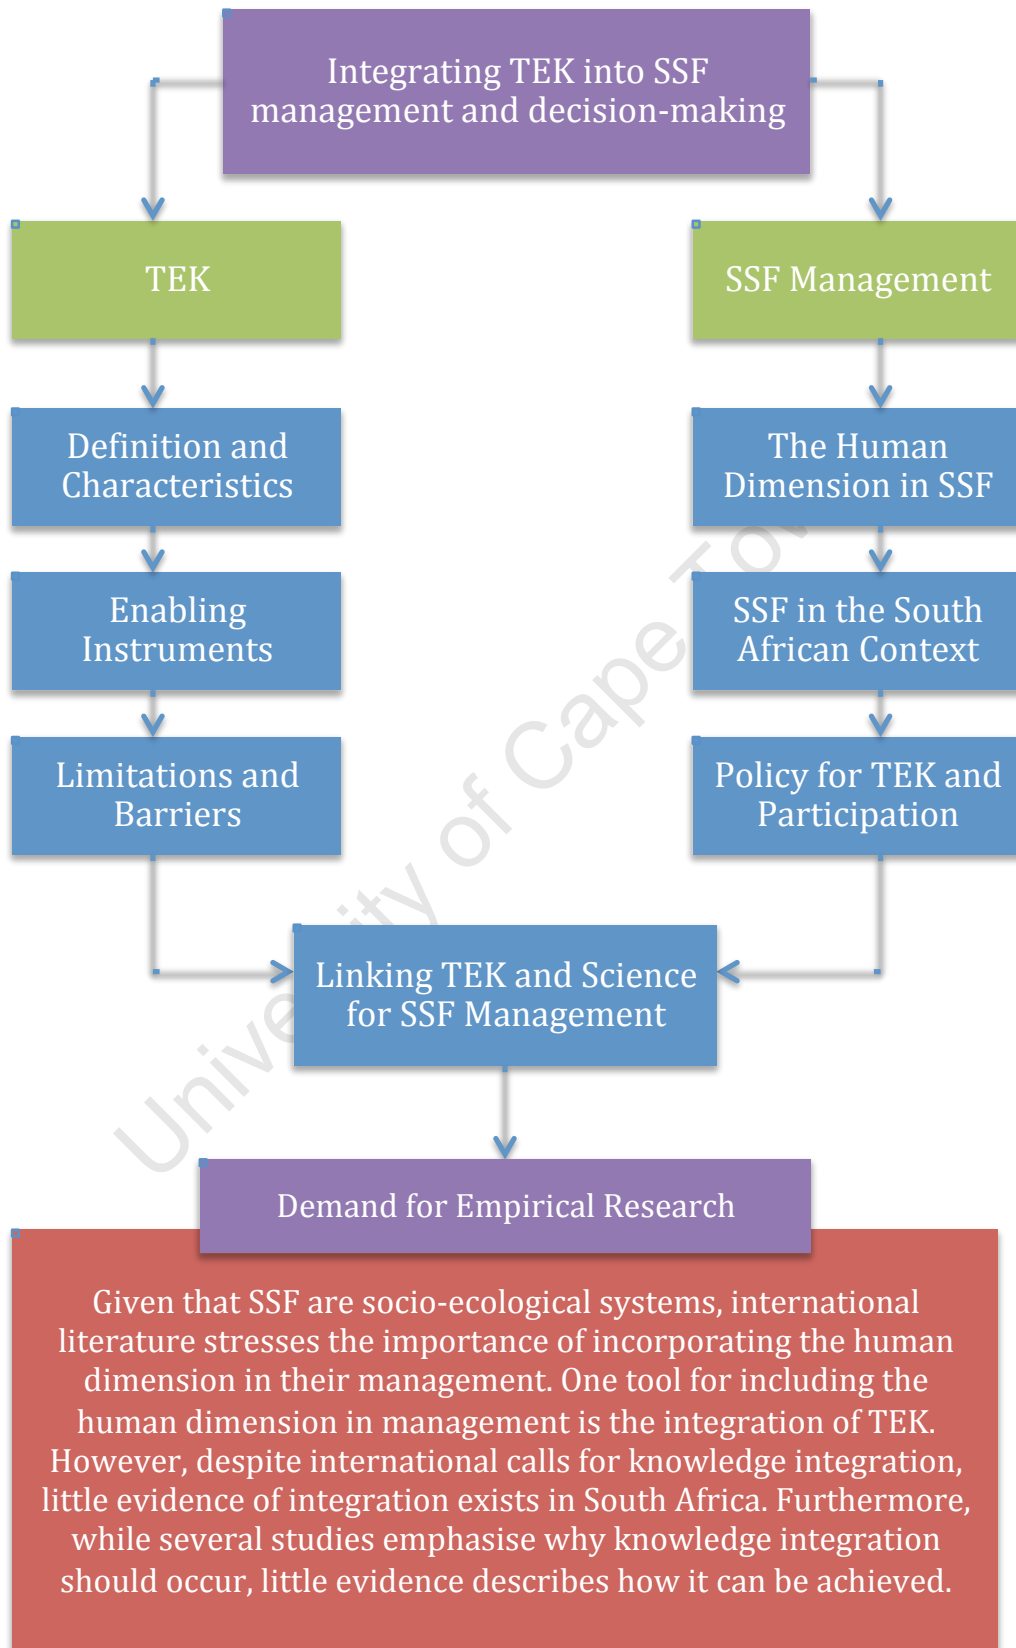 Integrating TEK into SSF
management and decision-making
TEK
SSF Management
Definition and
Characteristics
The Human
Dimension in SSF
Enabling
Instruments
SSF in the South
African Context
Limitations and
Barriers
Policy for TEK and
Participation
Linking TEK and Science
for SSF Management
University of Cape Tow
Demand for Empirical Research
Given that SSF are socio-ecological systems, international
literature stresses the importance of incorporating the human
dimension in their management. One tool for including the
human dimension in management is the integration of TEK.
However, despite international calls for knowledge integration,
little evidence of integration exists in South Africa. Furthermore,
while several studies emphasise why knowledge integration
should occur, little evidence describes how it can be achieved.